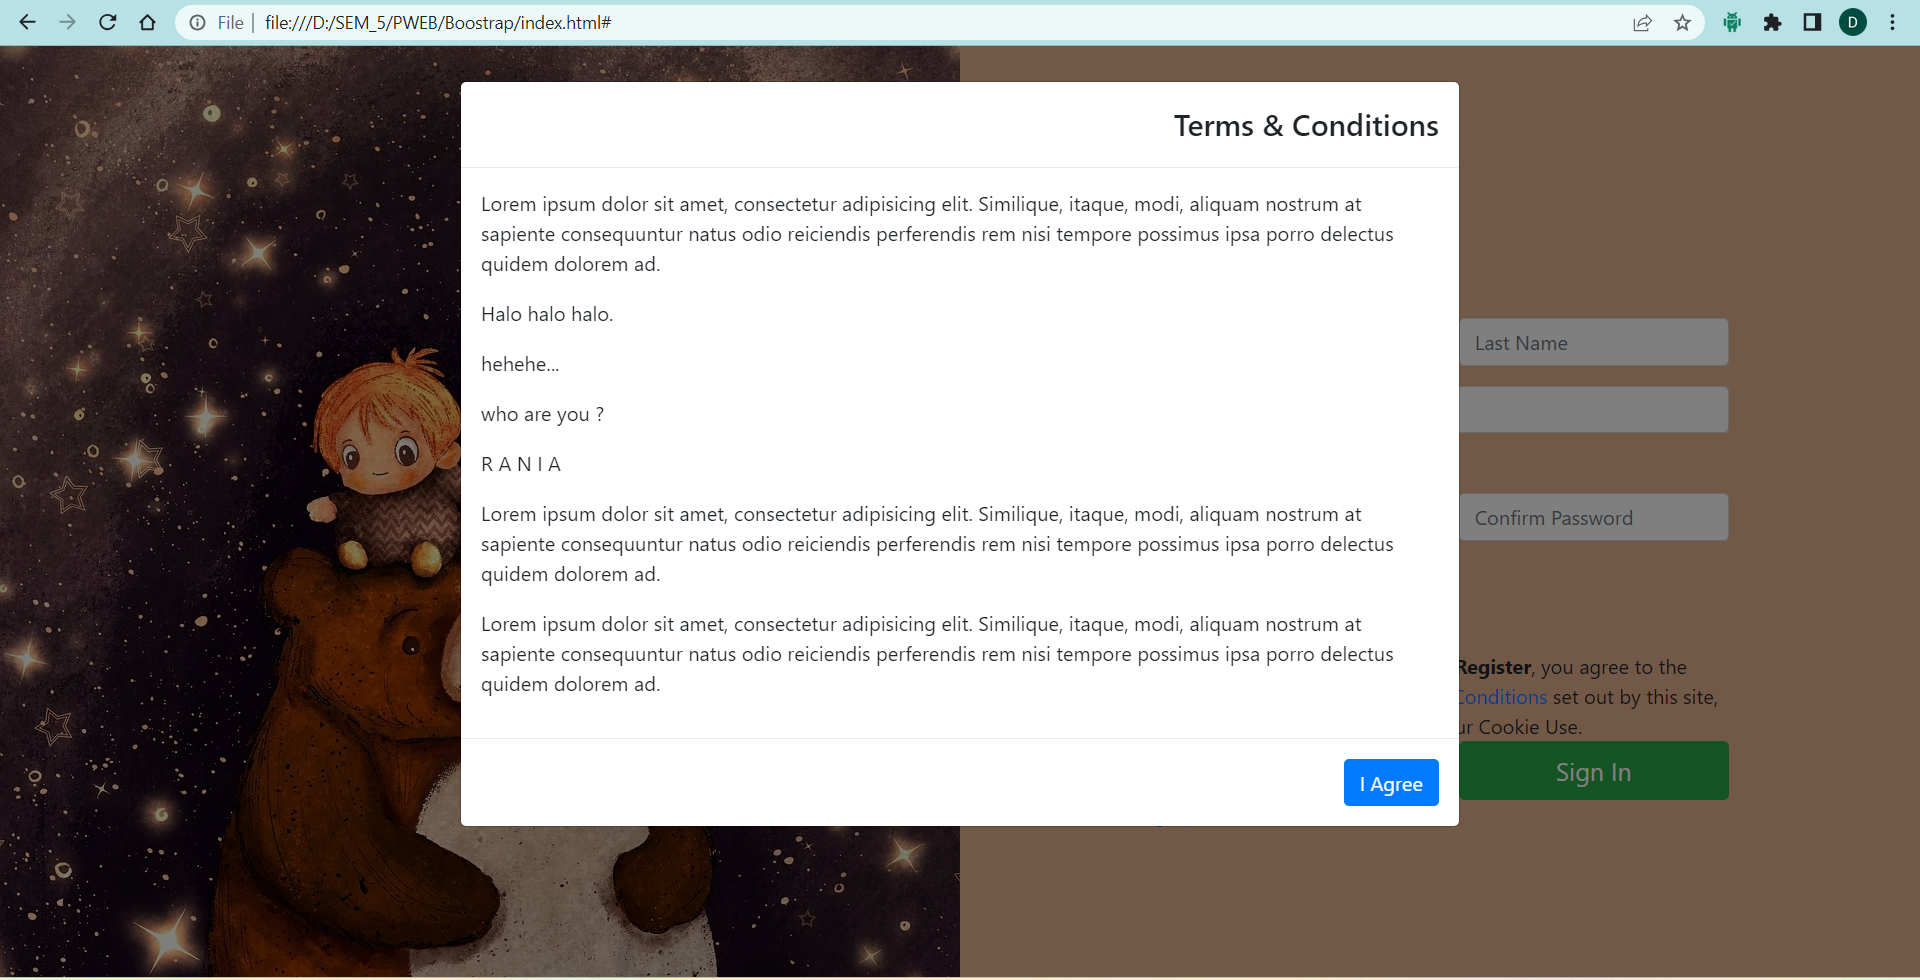 File | file:///D:/SEM_5/PWEB/Boostrap/index.html#
D
Terms & Conditions
Lorem ipsum dolor sit amet, consectetur adipisicing elit. Similique, itaque, modi, aliquam nostrum at
sapiente consequuntur natus odio reiciendis perferendis rem nisi tempore possimus ipsa porro delectus
quidem dolorem ad.
Halo halo halo.
hehehe...
who are you ?
R A N I A
Lorem ipsum dolor sit amet, consectetur adipisicing elit. Similique, itaque, modi, aliquam nostrum at
sapiente consequuntur natus odio reiciendis perferendis rem nisi tempore possimus ipsa porro delectus
quidem dolorem ad.
Lorem ipsum dolor sit amet, consectetur adipisicing elit. Similique, itaque, modi, aliquam nostrum at
sapiente consequuntur natus odio reiciendis perferendis rem nisi tempore possimus ipsa porro delectus
quidem dolorem ad.
I Agree
Last Name
Confirm Password
Register, you agree to the
Conditions set out by this site,
Cookie Use.
Sign In